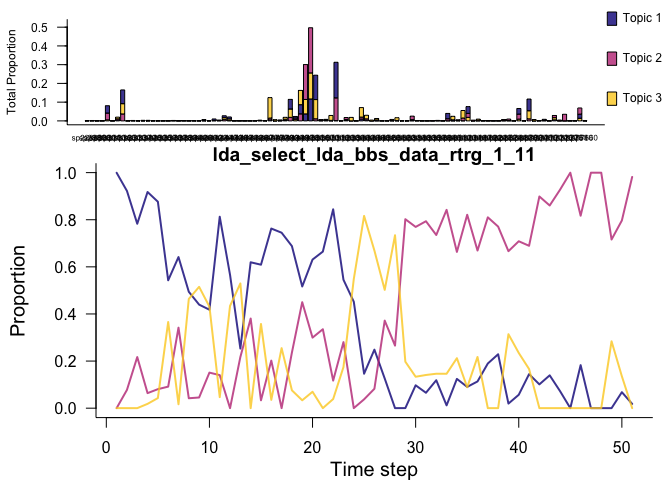 Topic 1
Topic 2
Topic 3
Total Proportion
0.5
0.4
0.3
0.2
0.1
0.0
lda_select_lda_bbs_data_rtrg_1_11
Proportion
1.0
0.8
0.6
0.4
0.2
0.0
0 10 20 30 40 50
Time step